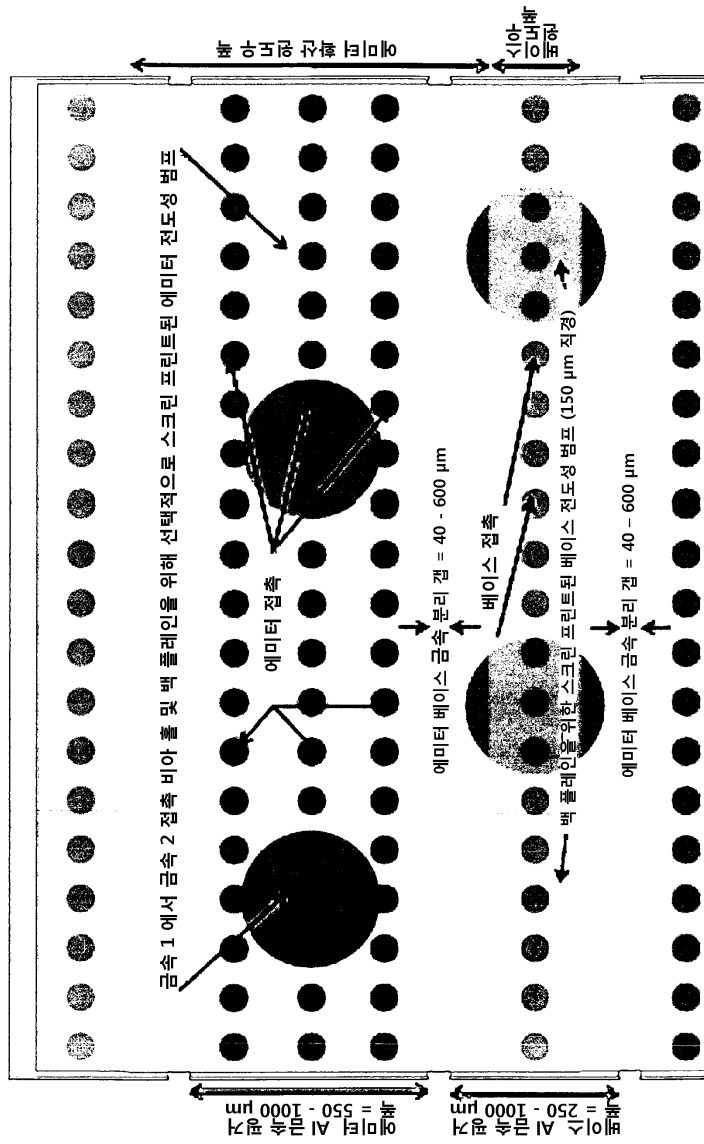 에미터 확산 윈도우 폭
베이스
윈도우
폭
금속 1 에서 금속 2 접촉 비아 홀 및 백 플레인을 위해 선택적으로 스크린 프린트된 에미터 전도성 범프
에미터 접촉
에미터 베이스 금속 분리 갭 = 40 - 600 µm
베이스 접촉
백 플레인을 위한 스크린 프린트된 베이스 전도성 범프 (150 µm 직경)
에미터 베이스 금속 분리 갭 = 40 – 600 µm
에미터 Al 금속 핑거
폭 = 550 - 1000 µm
베이스 Al 금속 핑거
폭 = 250 - 1000 µm